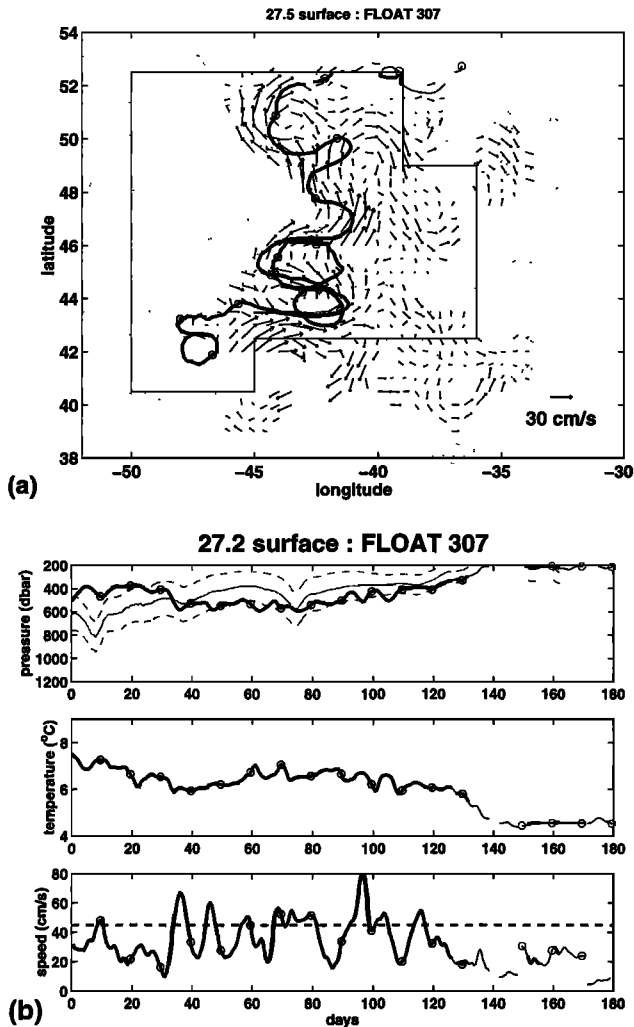 27.5 surface : FLOAT 307
54
52
50
48
46
44
42
40
38
latitude
30 cm/s
−50 −45 −40 −35 −30
longitude
(a)
27.2 surface : FLOAT 307
200
400
600
800
1000
1200
pressure (dbar)
0 20 40 60 80 100 120 140 160 180
8
6
4
temperature (°C)
0 20 40 60 80 100 120 140 160 180
80
60
40
20
0
speed (cm/s)
0 20 40 60 80 100 120 140 160 180
days
(b)